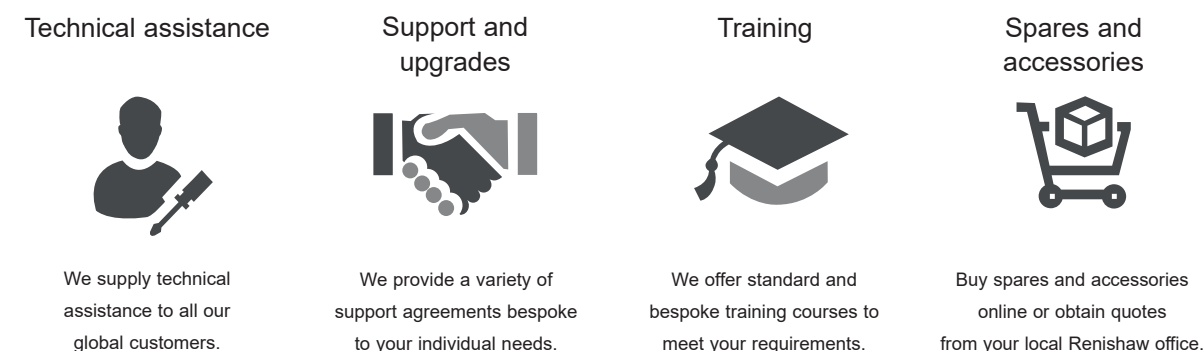 Technical assistance
We supply technical
assistance to all our
global customers.
Support and
upgrades
We provide a variety of
support agreements bespoke
to your individual needs.
Training
We offer standard and
bespoke training courses to
meet your requirements.
Spares and
accessories
Buy spares and accessories
online or obtain quotes
from your local Renishaw office.